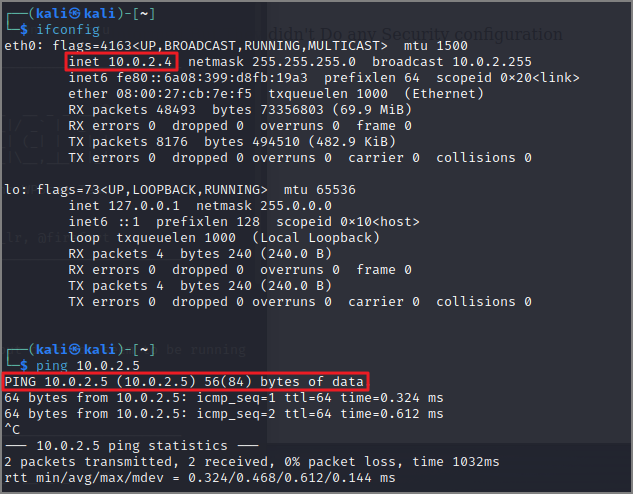 ┌──(kali㉿kali)-[~]
└─$ ifconfig
didn't Do any Security configuration
eth0: flags=4163<UP,BROADCAST,RUNNING,MULTICAST>  mtu 1500
        inet 10.0.2.4  netmask 255.255.255.0  broadcast 10.0.2.255
        inet6 fe80::6a08:399:d8fb:19a3  prefixlen 64  scopeid 0×20<link>
        ether 08:00:27:cb:7e:f5  txqueuelen 1000  (Ethernet)
        RX packets 48493  bytes 73356803 (69.9 MiB)
        RX errors 0  dropped 0  overruns 0  frame 0
        TX packets 8176  bytes 494510 (482.9 KiB)
        TX errors 0  dropped 0 overruns 0  carrier 0  collisions 0
lo: flags=73<UP,LOOPBACK,RUNNING>  mtu 65536
        inet 127.0.0.1  netmask 255.0.0.0
        inet6 ::1  prefixlen 128  scopeid 0×10<host>
        loop  txqueuelen 1000  (Local Loopback)
        RX packets 4  bytes 240 (240.0 B)
        RX errors 0  dropped 0  overruns 0  frame 0
        TX packets 4  bytes 240 (240.0 B)
        TX errors 0  dropped 0 overruns 0  carrier 0  collisions 0
┌──(kali㉿kali)-[~]
be running
└─$ ping 10.0.2.5
PING 10.0.2.5 (10.0.2.5) 56(84) bytes of data
64 bytes from 10.0.2.5: icmp_seq=1 ttl=64 time=0.324 ms
64 bytes from 10.0.2.5: icmp_seq=2 ttl=64 time=0.612 ms
^C
── 10.0.2.5 ping statistics ──
2 packets transmitted, 2 received, 0% packet loss, time 1032ms
rtt min/avg/max/mdev = 0.324/0.468/0.612/0.144 ms